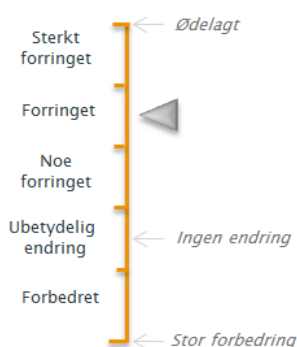 Ødelagt
Sterkt
forringet
Forringet
Noe
forringet
Ubetydelig
endring
Ingen endring
Forbedret
Stor forbedring